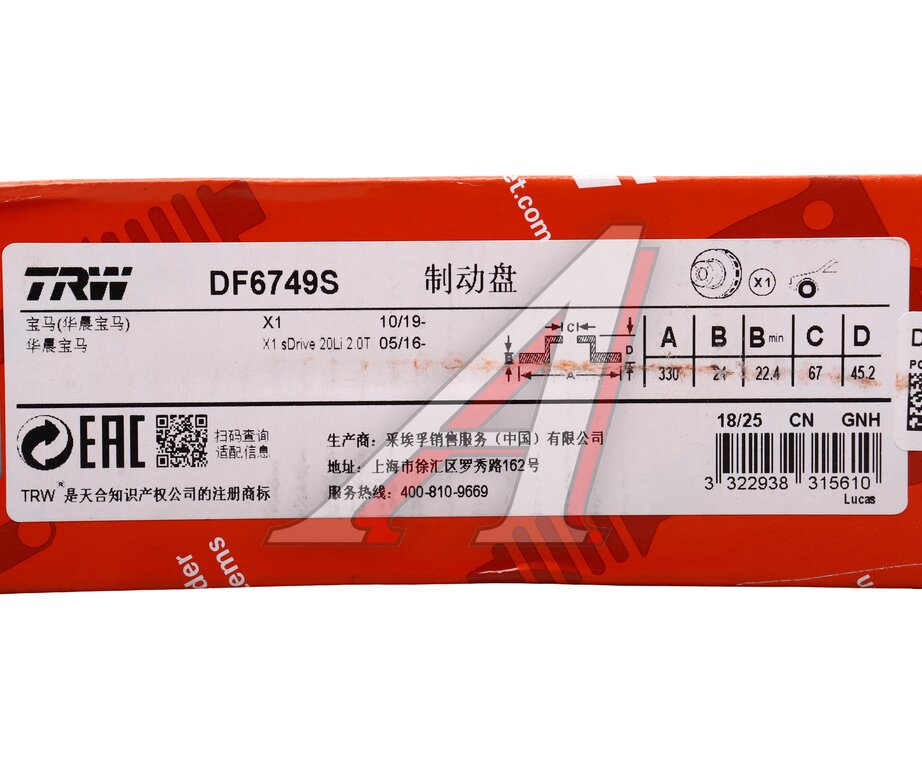 et.com
TRW DF6749S 制动盘 X1
宝马(华晨宝马) X1 10/19-
华晨宝马 X1 sDrive 20Li 2.0T 05/16-
C
B D
A
A B Bmin C D
330 24 22.4 67 45.2
EAC
扫码查询
适配信息
TRW®是天合知识产权公司的注册商标
生产商：采埃孚销售服务（中国）有限公司
地址：上海市徐汇区罗秀路162号
服务热线：400-810-9669
18/25 CN GNH
3 322938 315610
Lucas
D
PC